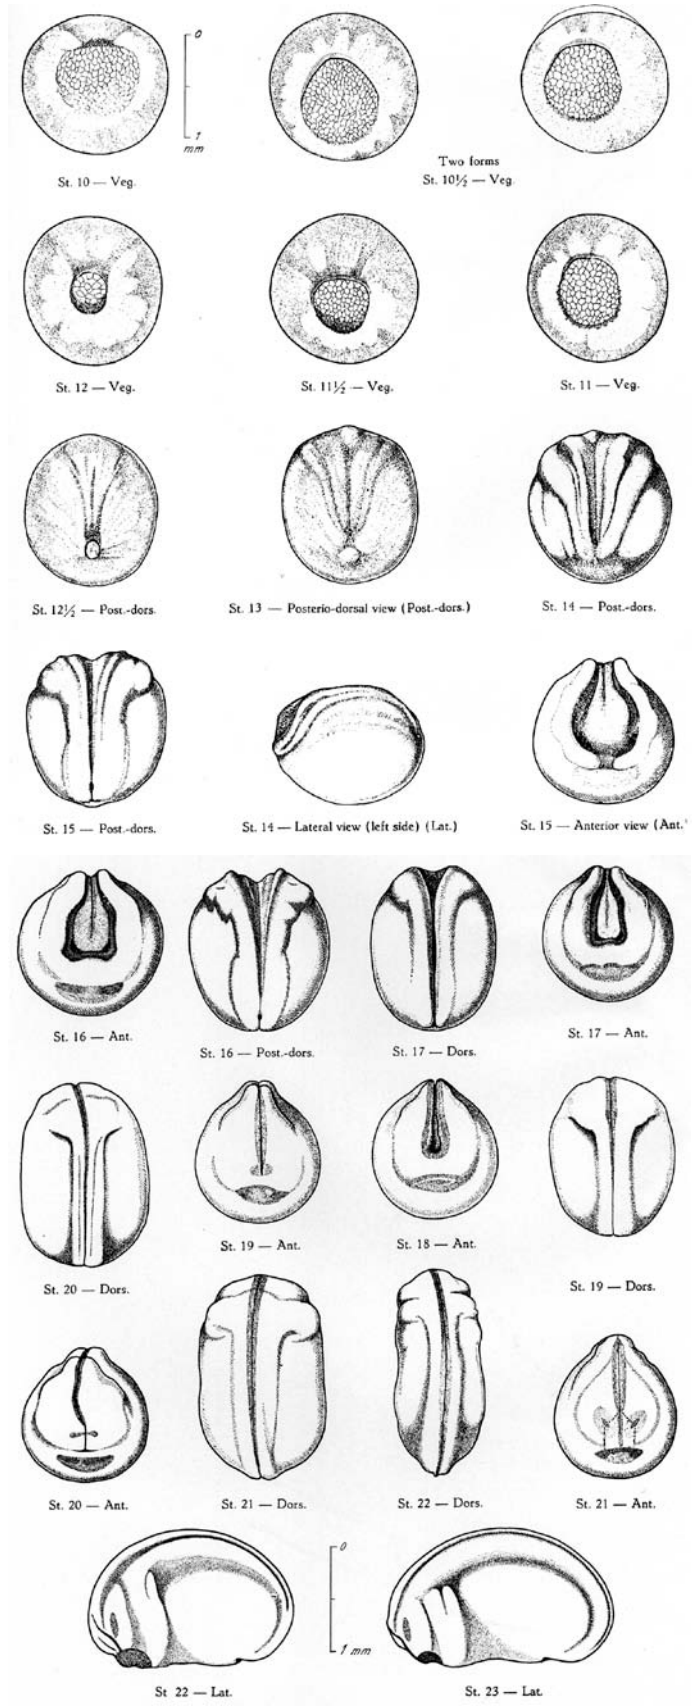 0
1
mm
St. 10 — Veg.
Two forms
St. 10½ — Veg.
St. 12 — Veg.
St. 11½ — Veg.
St. 11 — Veg.
St. 12½ — Post.-dors.
St. 13 — Posterio-dorsal view (Post.-dors.)
St. 14 — Post.-dors.
St. 15 — Post.-dors.
St. 14 — Lateral view (left side) (Lat.)
St. 15 — Anterior view (Ant.
St. 16 — Ant.
St. 16 — Post.-dors.
St. 17 — Dors.
St. 17 — Ant.
St. 20 — Dors.
St. 19 — Ant.
St. 18 — Ant.
St. 19 — Dors.
St. 20 — Ant.
St. 21 — Dors.
St. 22 — Dors.
St. 21 — Ant.
0
1 mm
St 22 — Lat.
St. 23 — Lat.